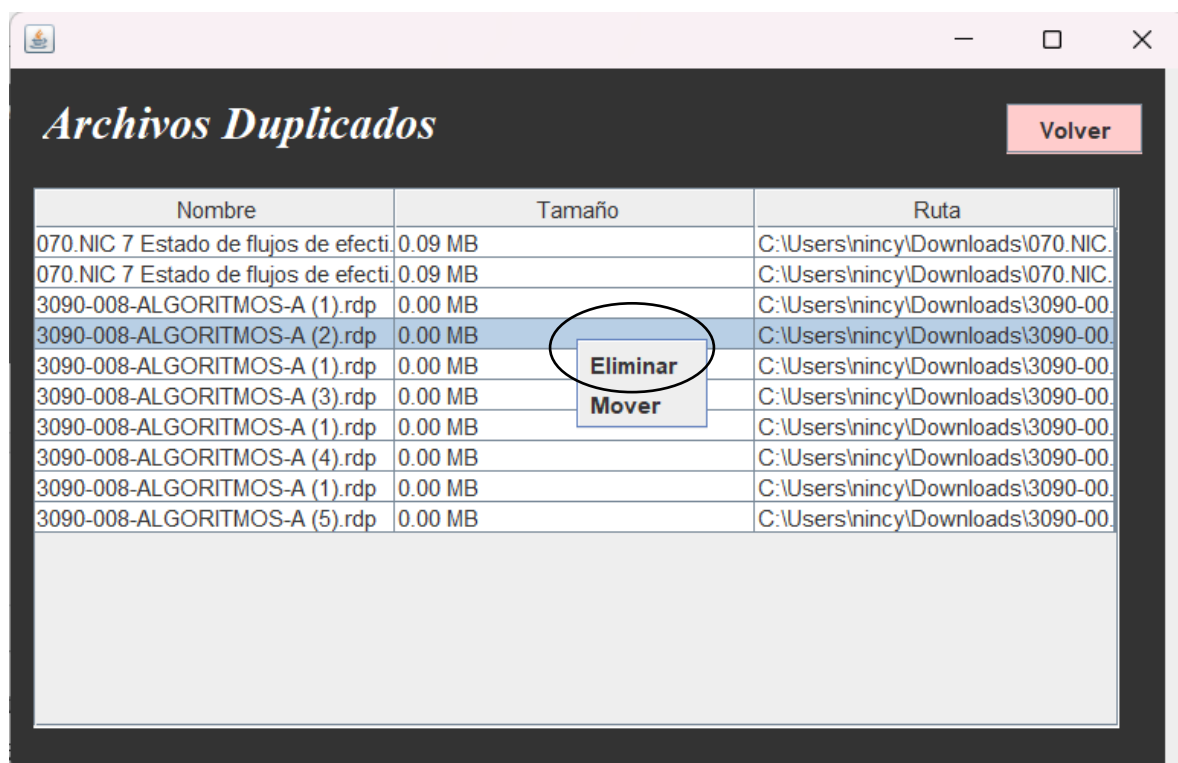 Archivos Duplicados
Volver
Nombre Tamaño Ruta
070.NIC 7 Estado de flujos de efecti. 0.09 MB C:\Users\nincy\Downloads\070.NIC.
070.NIC 7 Estado de flujos de efecti. 0.09 MB C:\Users\nincy\Downloads\070.NIC.
3090-008-ALGORITMOS-A (1).rdp 0.00 MB C:\Users\nincy\Downloads\3090-00.
3090-008-ALGORITMOS-A (2).rdp 0.00 MB C:\Users\nincy\Downloads\3090-00.
3090-008-ALGORITMOS-A (1).rdp 0.00 MB Eliminar C:\Users\nincy\Downloads\3090-00.
3090-008-ALGORITMOS-A (3).rdp 0.00 MB Mover C:\Users\nincy\Downloads\3090-00.
3090-008-ALGORITMOS-A (1).rdp 0.00 MB C:\Users\nincy\Downloads\3090-00.
3090-008-ALGORITMOS-A (4).rdp 0.00 MB C:\Users\nincy\Downloads\3090-00.
3090-008-ALGORITMOS-A (1).rdp 0.00 MB C:\Users\nincy\Downloads\3090-00.
3090-008-ALGORITMOS-A (5).rdp 0.00 MB C:\Users\nincy\Downloads\3090-00.